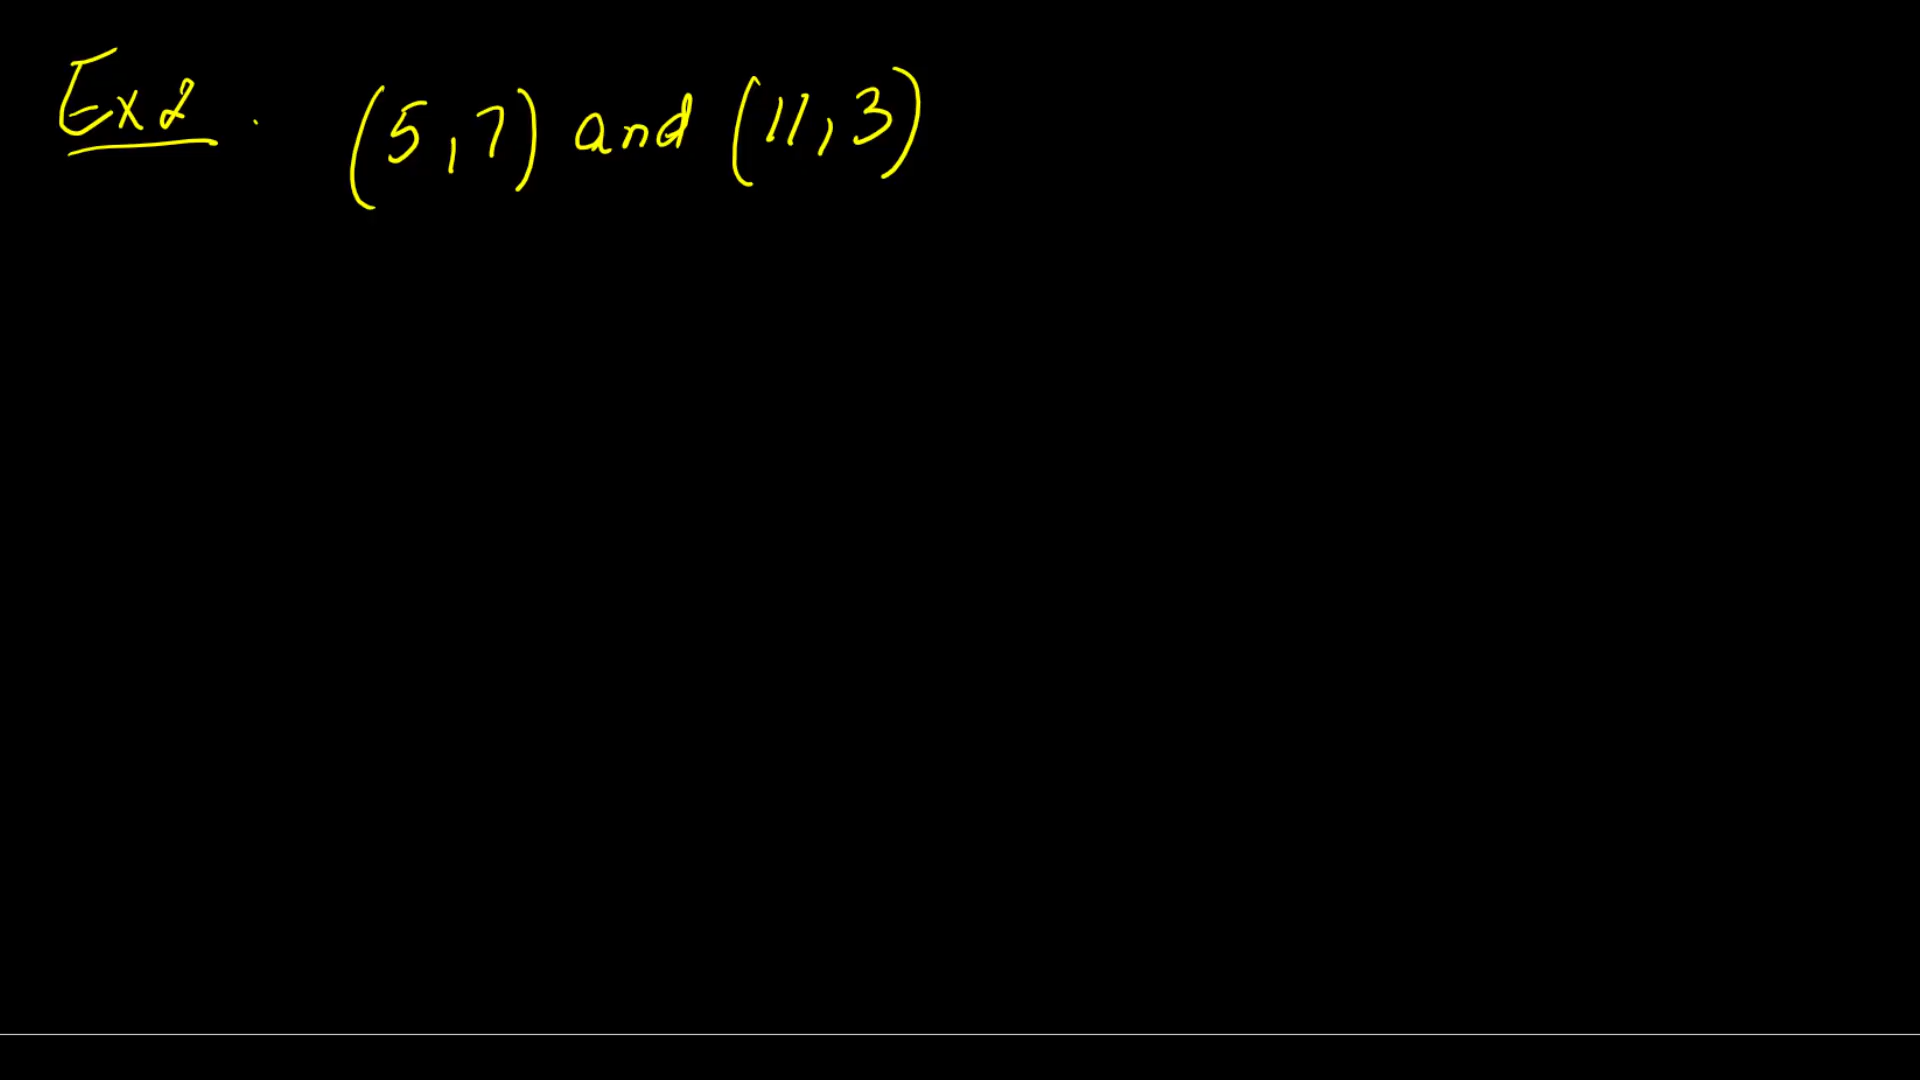 Ex 2 . (5,7) and (11,3)